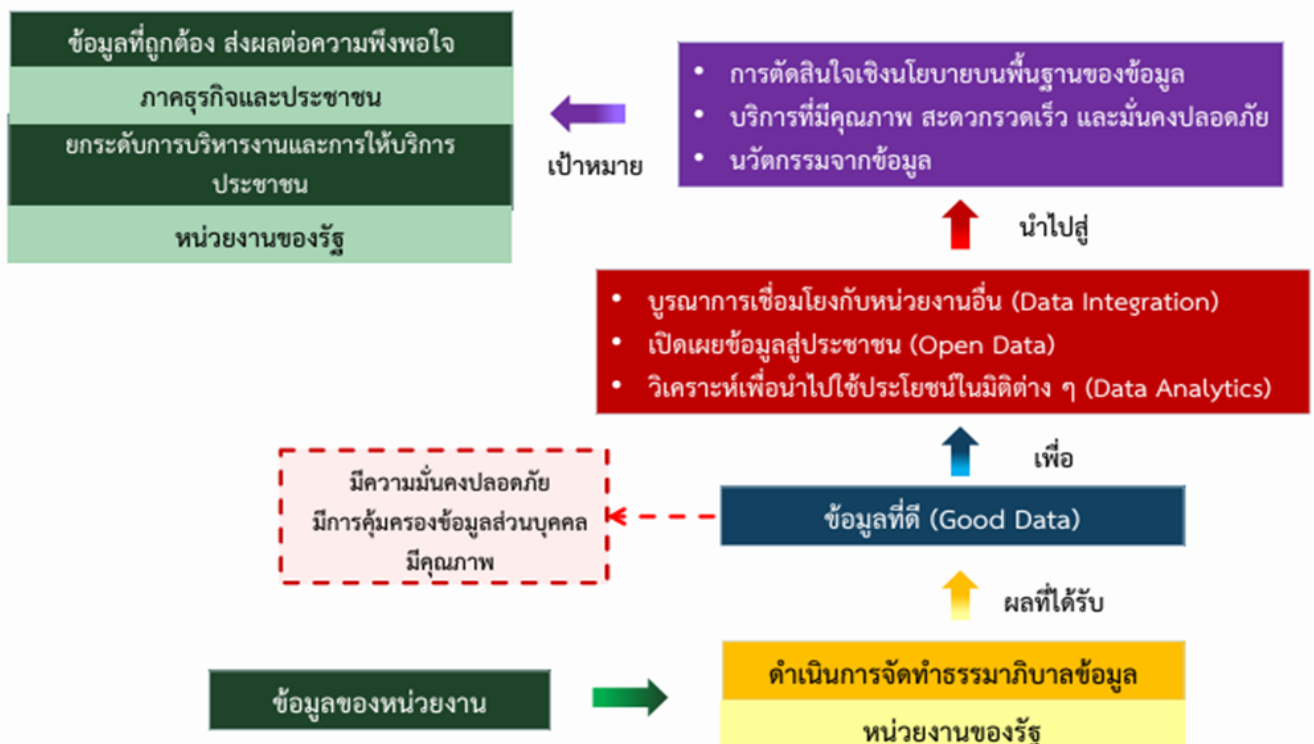 ข้อมูลที่ถูกต้อง ส่งผลต่อความพึงพอใจ
ภาคธุรกิจและประชาชน
ยกระดับการบริหารงานและการให้บริการ
ประชาชน
หน่วยงานของรัฐ
เป้าหมาย
• การตัดสินใจเชิงนโยบายบนพื้นฐานของข้อมูล
• บริการที่มีคุณภาพ สะดวกรวดเร็ว และมั่นคงปลอดภัย
• นวัตกรรมจากข้อมูล
นำไปสู่
• บูรณาการเชื่อมโยงกับหน่วยงานอื่น (Data Integration)
• เปิดเผยข้อมูลสู่ประชาชน (Open Data)
• วิเคราะห์เพื่อนำไปใช้ประโยชน์ในมิติต่าง ๆ (Data Analytics)
เพื่อ
มีความมั่นคงปลอดภัย
มีการคุ้มครองข้อมูลส่วนบุคคล
มีคุณภาพ
ข้อมูลที่ดี (Good Data)
ผลที่ได้รับ
ข้อมูลของหน่วยงาน
ดำเนินการจัดทำธรรมาภิบาลข้อมูล
หน่วยงานของรัฐ